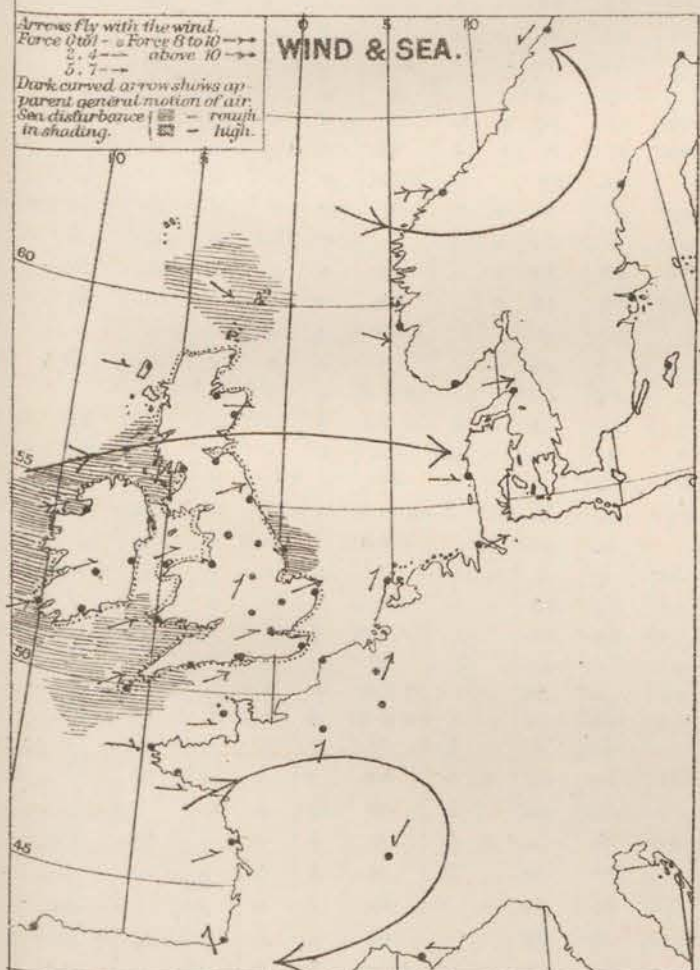 Arrows fly with the wind.
Force 0 to 1 - Force 8 to 10
2. 4 above 10
5. 7
Dark curved arrow shows ap
parent general motion of air.
Sea disturbance - rough.
in shading. - high.
WIND & SEA.
0 5 10
10 5
60
55
50
45